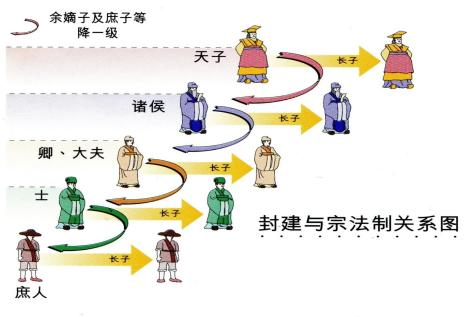 余嫡子及庶子等
降一级
天子
长子
诸侯
长子
卿、大夫
长子
士
长子
封建与宗法制关系图
长子
庶人